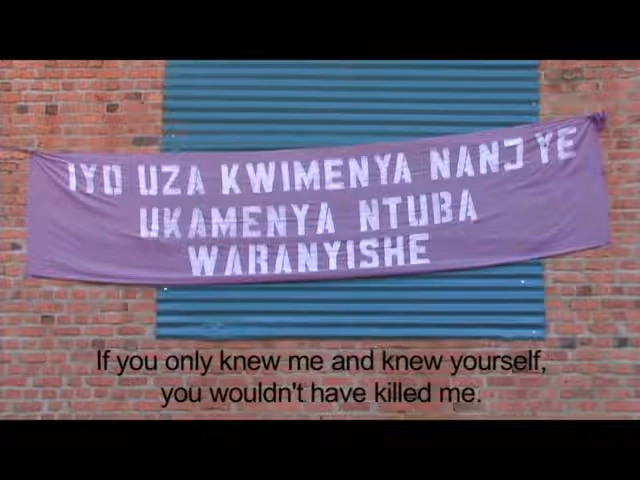 IYO UZA KWIMENYA NANJYE
UKAMENYA NTUBA
WARANYISHE
If you only knew me and knew yourself,
you wouldn't have killed me.